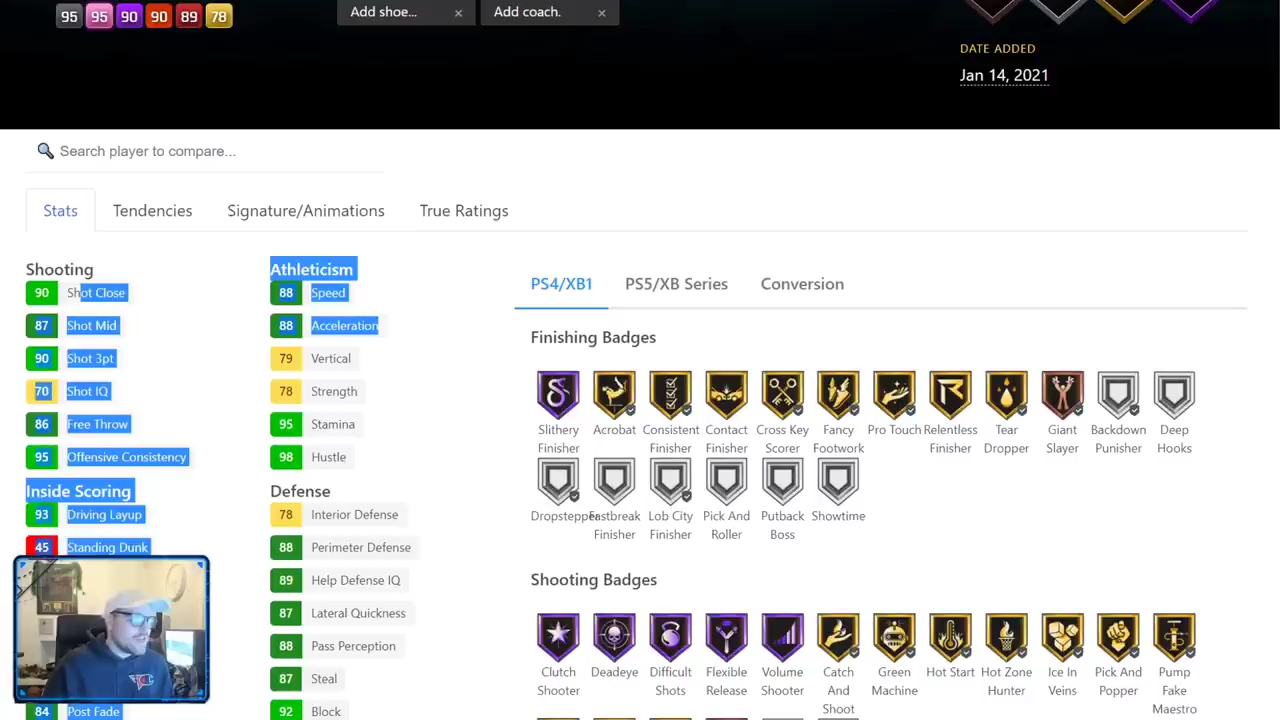 95 95 90 90 89 78
Add shoe... ×
Add coach. ×
DATE ADDED
Jan 14, 2021
Search player to compare...
Stats
Tendencies
Signature/Animations
True Ratings
Shooting
90 Shot Close
87 Shot Mid
90 Shot 3pt
70 Shot IQ
86 Free Throw
95 Offensive Consistency
Inside Scoring
93 Driving Layup
45 Standing Dunk
84 Post Fade
Athleticism
88 Speed
88 Acceleration
79 Vertical
78 Strength
95 Stamina
98 Hustle
Defense
78 Interior Defense
88 Perimeter Defense
89 Help Defense IQ
87 Lateral Quickness
88 Pass Perception
87 Steal
92 Block
PS4/XB1
PS5/XB Series
Conversion
Finishing Badges
Slithery Finisher
Acrobat
Consistent Finisher
Contact Finisher
Cross Key Scorer
Fancy Footwork
Pro Touch
Relentless Finisher
Tear Dropper
Giant Slayer
Backdown Punisher
Deep Hooks
Dropstepper
Fastbreak Finisher
Lob City Finisher
Pick And Roller
Putback Boss
Showtime
Shooting Badges
Clutch Shooter
Deadeye
Difficult Shots
Flexible Release
Volume Shooter
Catch And Shoot
Green Machine
Hot Start
Hot Zone Hunter
Ice In Veins
Pick And Popper
Pump Fake Maestro